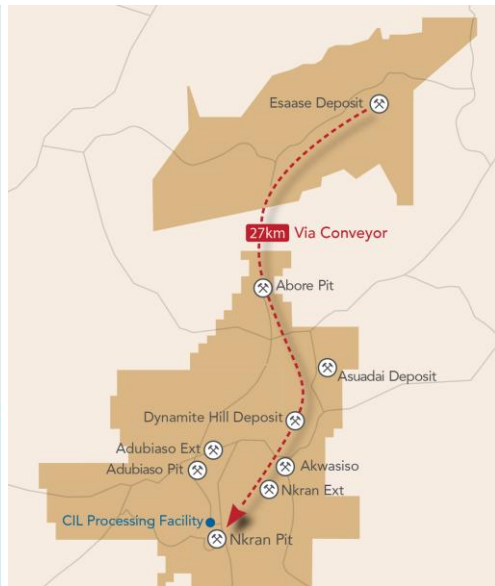 Esaase Deposit
27km Via Conveyor
Abore Pit
Asuadai Deposit
Dynamite Hill Deposit
Adubiaso Ext
Adubiaso Pit
Akwasiso
Nkran Ext
CIL Processing Facility
Nkran Pit